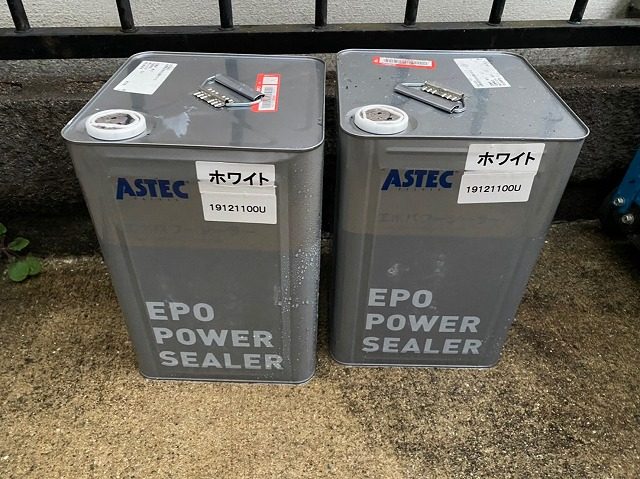 ASTEC
ホワイト
19121100U
EPO
POWER
SEALER
ASTEC
ホワイト
19121100U
EPO
POWER
SEALER